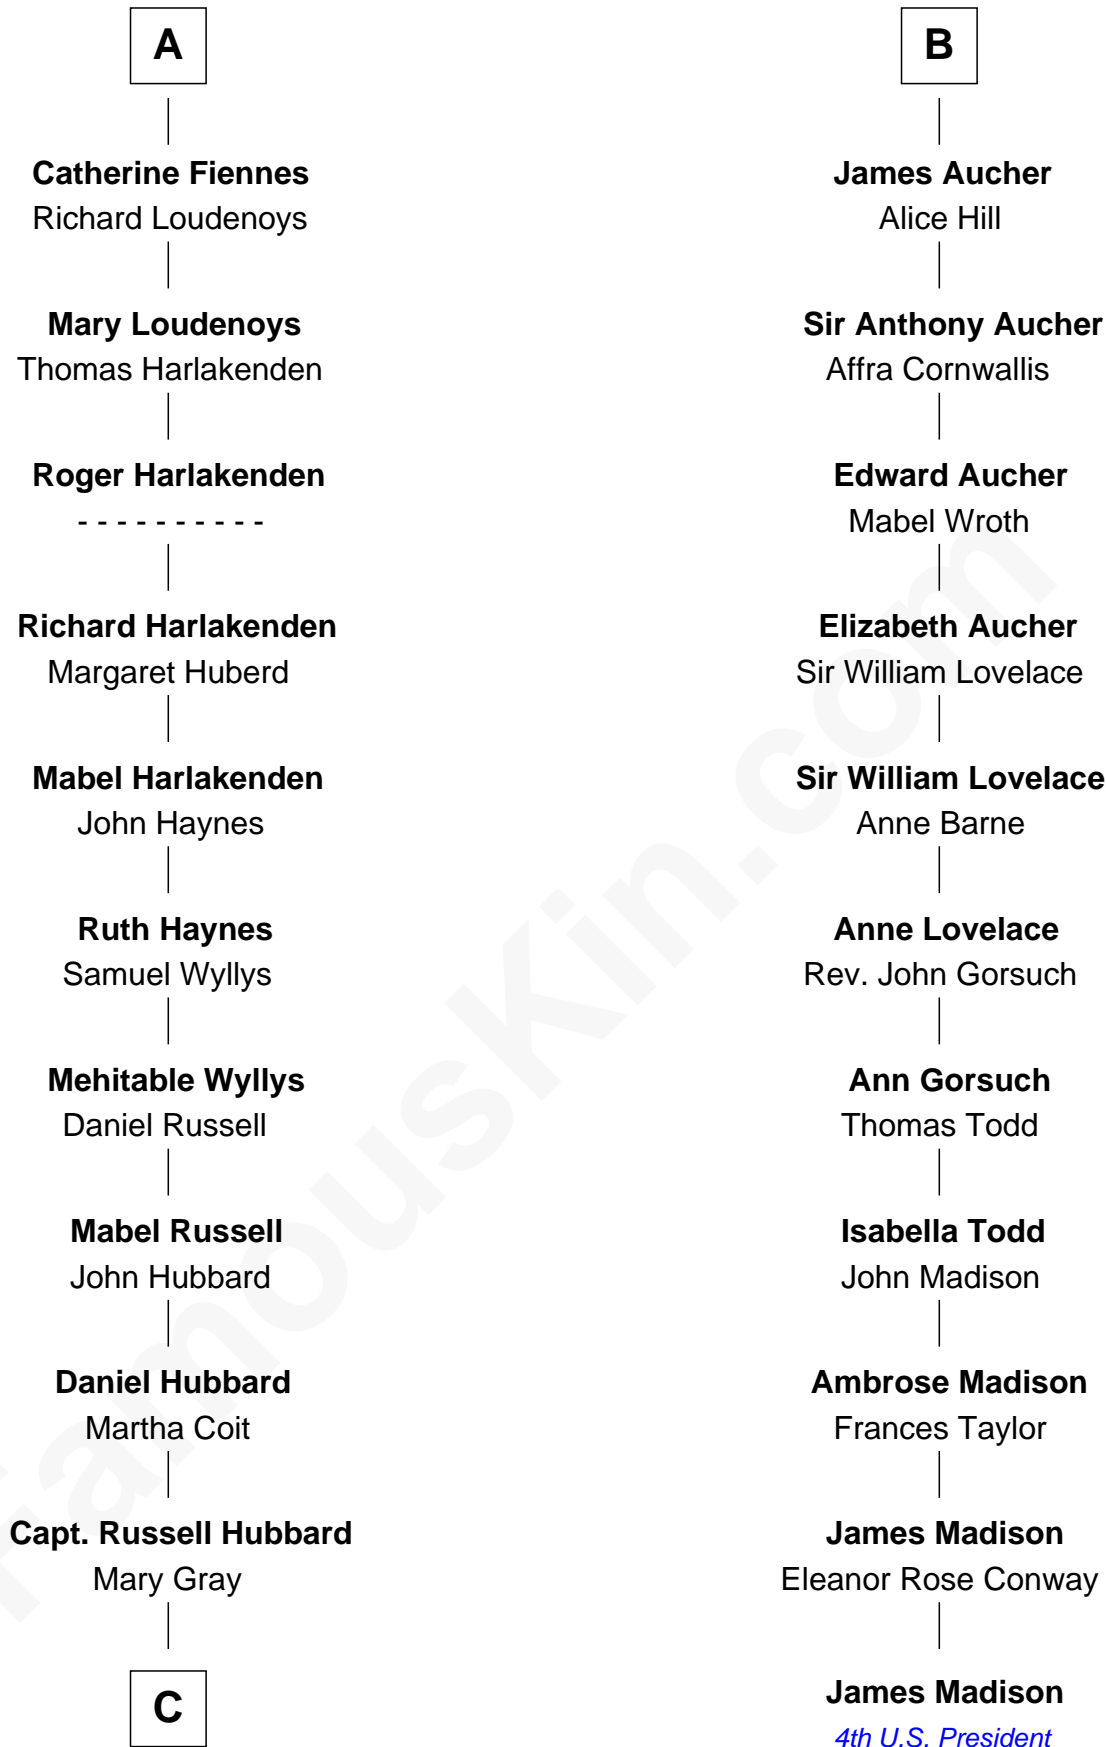 A
Catherine Fiennes
Richard Loudenoys
Mary Loudenoys
Thomas Harlakenden
Roger Harlakenden
- - - - - - - - - -
Richard Harlakenden
Margaret Huberd
Mabel Harlakenden
John Haynes
Ruth Haynes
Samuel Wyllys
Mehitable Wyllys
Daniel Russell
Mabel Russell
John Hubbard
Daniel Hubbard
Martha Coit
Capt. Russell Hubbard
Mary Gray
C
B
James Aucher
Alice Hill
Sir Anthony Aucher
Affra Cornwallis
Edward Aucher
Mabel Wroth
Elizabeth Aucher
Sir William Lovelace
Sir William Lovelace
Anne Barne
Anne Lovelace
Rev. John Gorsuch
Ann Gorsuch
Thomas Todd
Isabella Todd
John Madison
Ambrose Madison
Frances Taylor
James Madison
Eleanor Rose Conway
James Madison
4th U.S. President
FamousKin.com